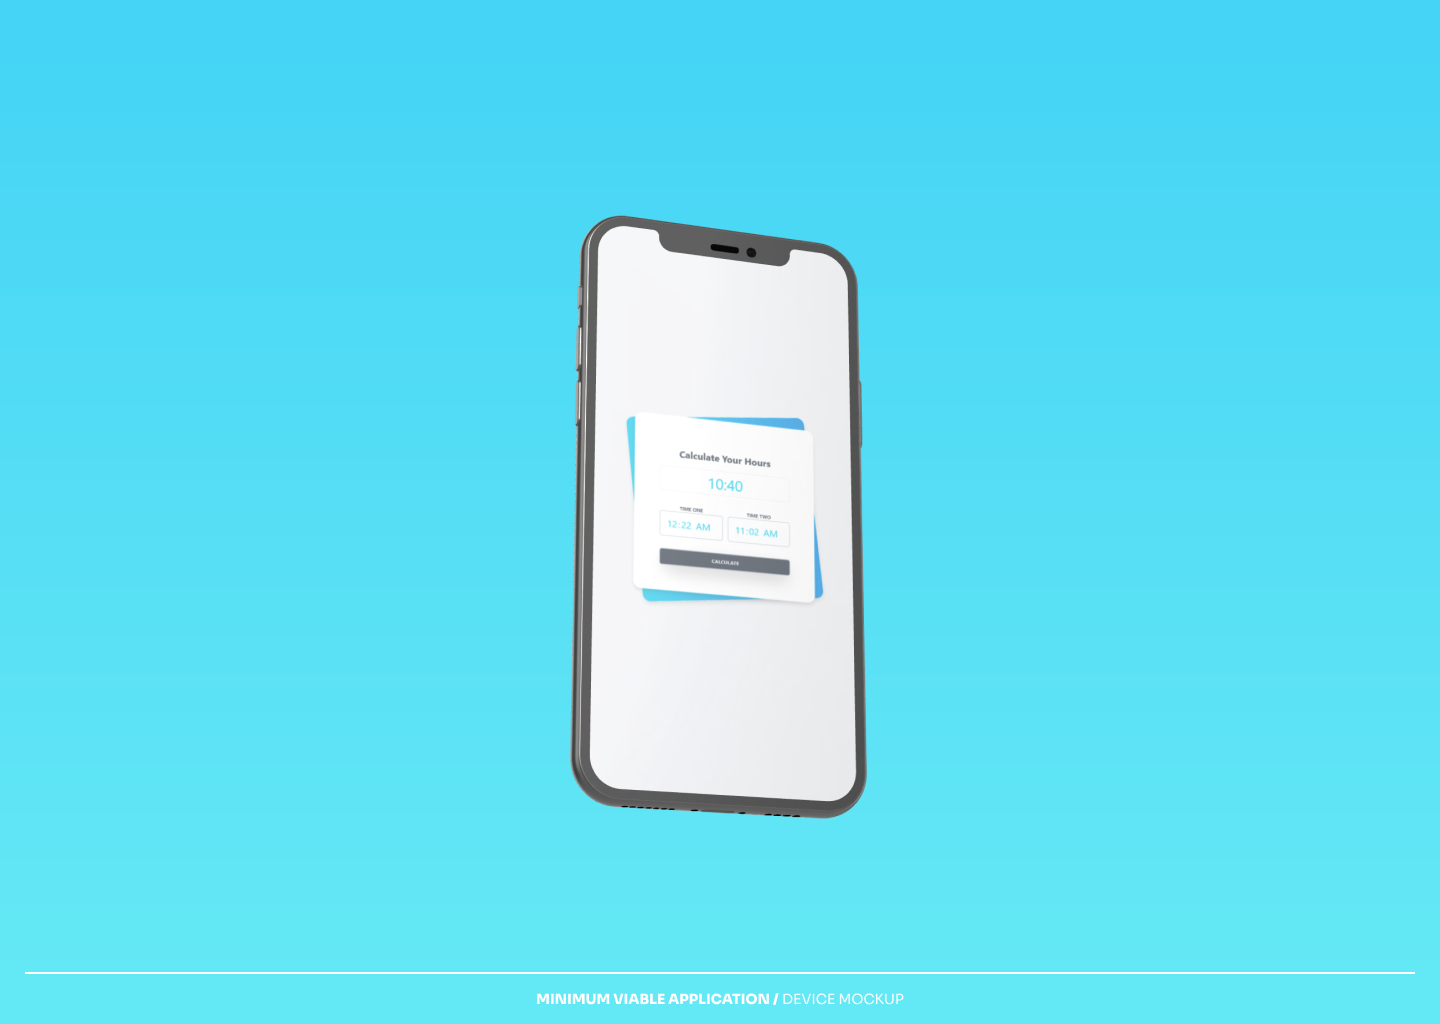 Calculate Your Hours
10:40
TIME ONE TIME TWO
12:22 AM 11:02 AM
CALCULATE
MINIMUM VIABLE APPLICATION / DEVICE MOCKUP